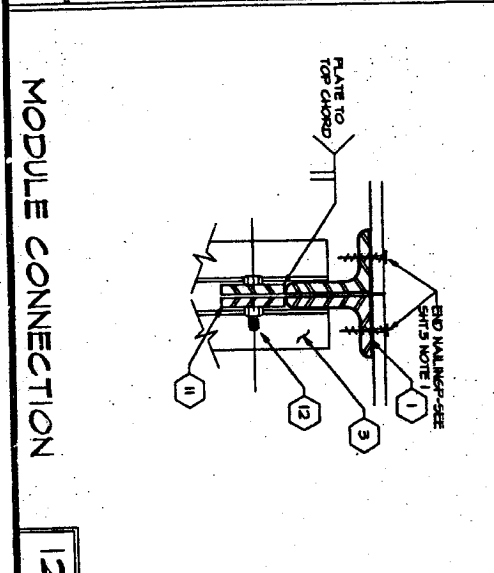 PLATE TO
TOP CHORD
END NAILING-SEE
SHT.5 NOTE 1
1
3
12
11
MODULE CONNECTION
12